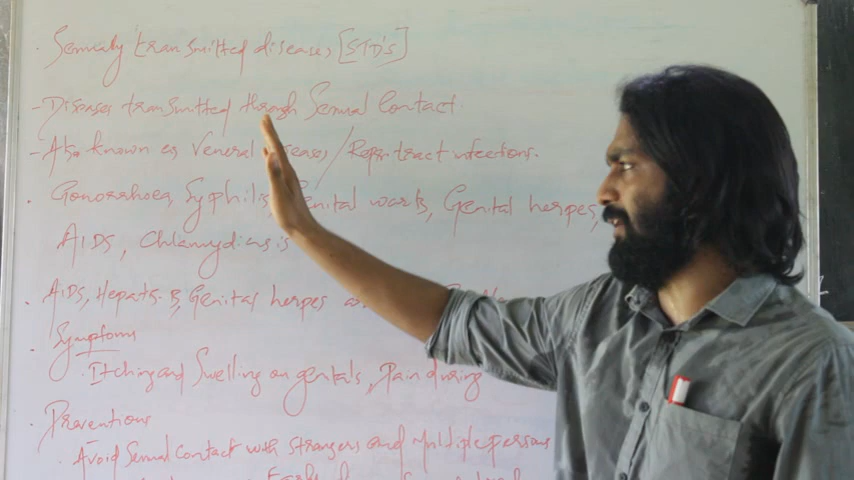 · Sexually transmitted diseases [STD's]
- Diseases transmitted through Sexual Contact.
- Also known as Veneral diseases / Repr. tract infections.
· Gonorrhoea, Syphilis, Genital warts, Genital herpes,
AIDS, Chlamydiasis
· AIDS, Hepatitis B, Genital herpes
· Symptoms
· Itching and Swelling on genitals, Pain during
· Preventions
· Avoid Sexual Contact with strangers and Multiple persons